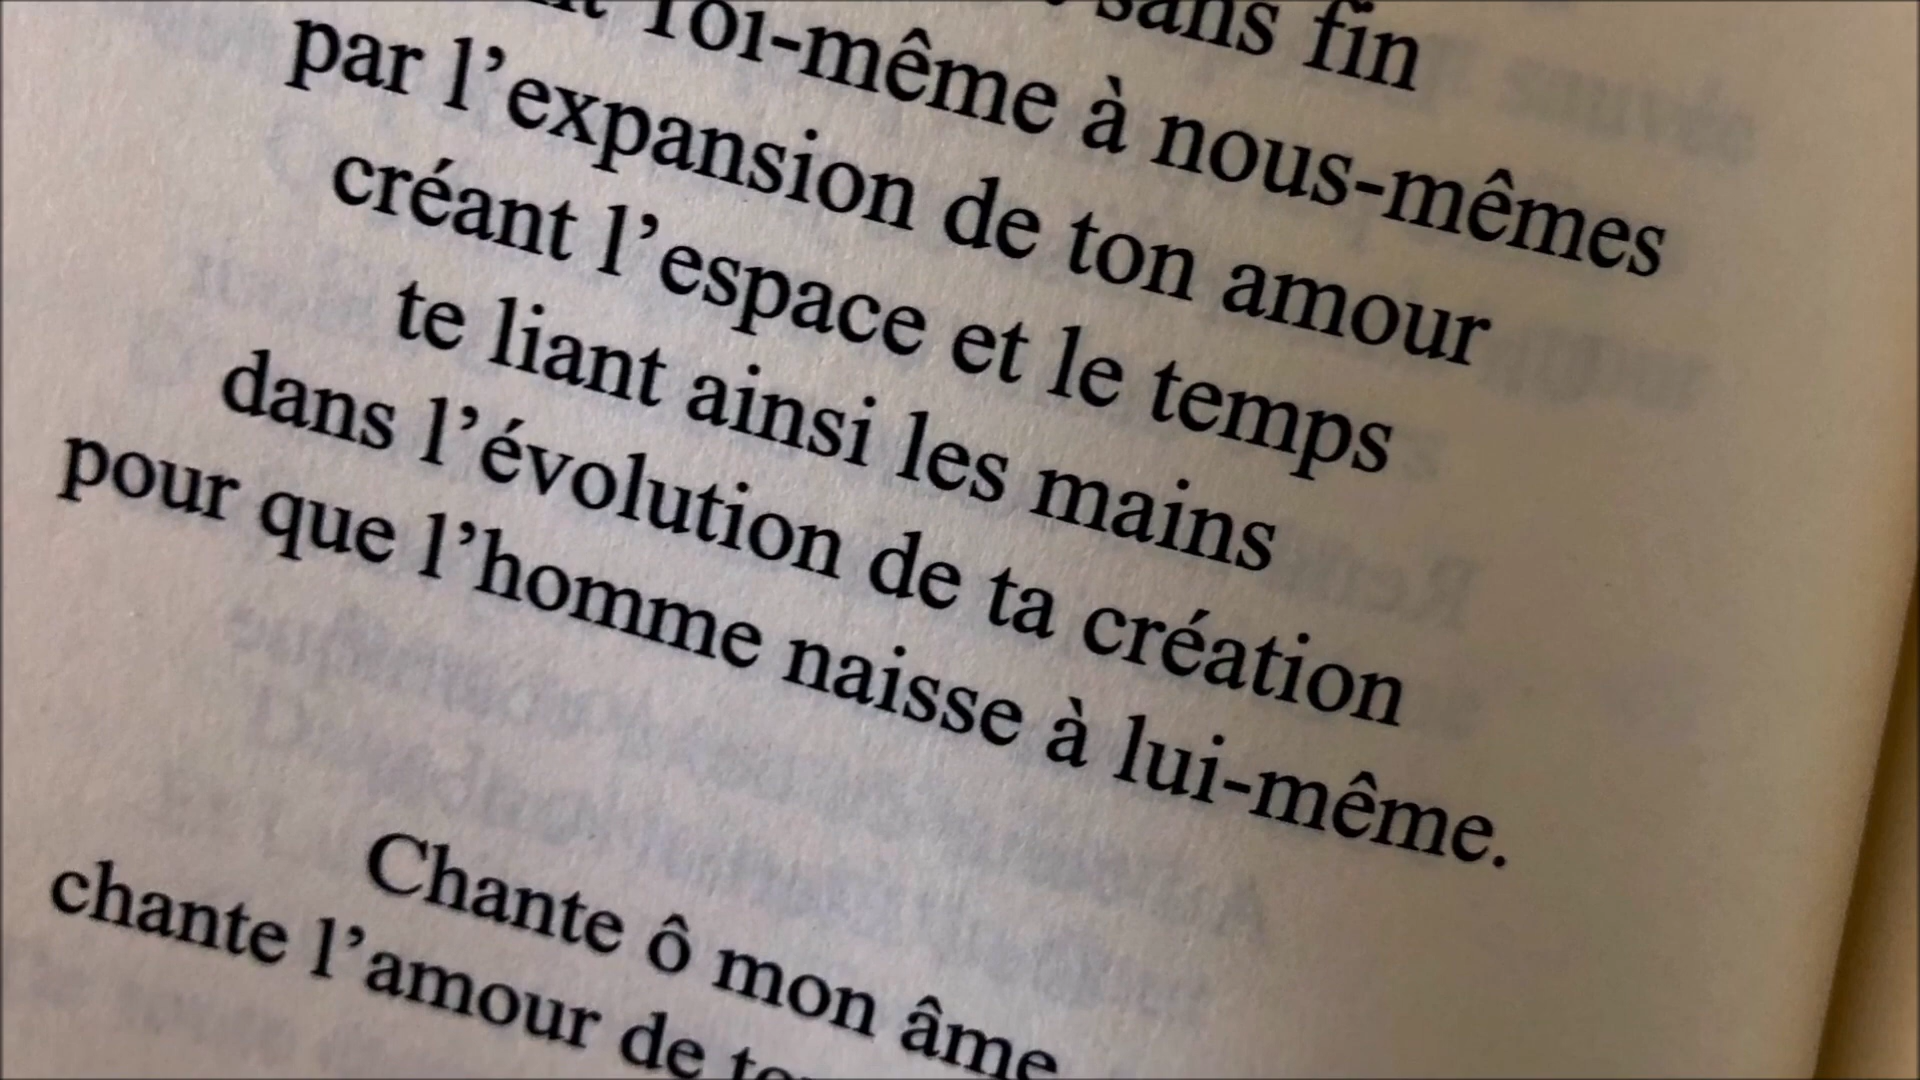 sans fin
Toi-même à nous-mêmes
par l’expansion de ton amour
créant l’espace et le temps
te liant ainsi les mains
dans l’évolution de ta création
pour que l’homme naisse à lui-même.
Chante ô mon âme
chante l’amour de